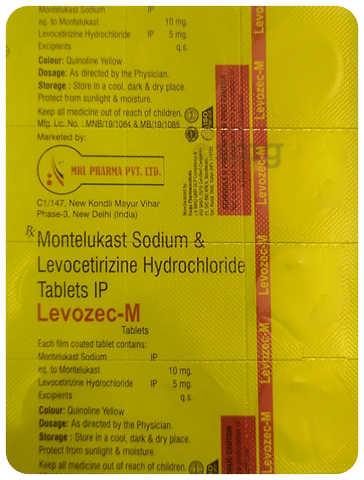 Montelukast Sodium IP
eq. to Montelukast 10 mg.
Levocetirizine Hydrochloride IP 5 mg.
Excipients q.s.
Colour: Quinoline Yellow
Dosage: As directed by the Physician.
Storage : Store in a cool, dark & dry place.
Protect from sunlight & moisture.
Keep all medicine out of reach of children.
Mfg. Lic. No. : MNB/19/1084 & MB/19/1085
Marketed by:
MRL PHARMA PVT. LTD.
C1/147, New Kondli Mayur Vihar
Phase-3, New Delhi (India)
Rx Montelukast Sodium &
Levocetirizine Hydrochloride
Tablets IP
Levozec-M
Tablets
Each film coated tablet contains:
Montelukast Sodium IP
eq. to Montelukast 10 mg.
Levocetirizine Hydrochloride IP 5 mg.
Excipients q.s.
Colour: Quinoline Yellow
Dosage: As directed by the Physician.
Storage : Store in a cool, dark & dry place.
Protect from sunlight & moisture.
Keep all medicine out of reach of children.
Levozec-M
Levozec-M
Levozec-M
Levozec-M